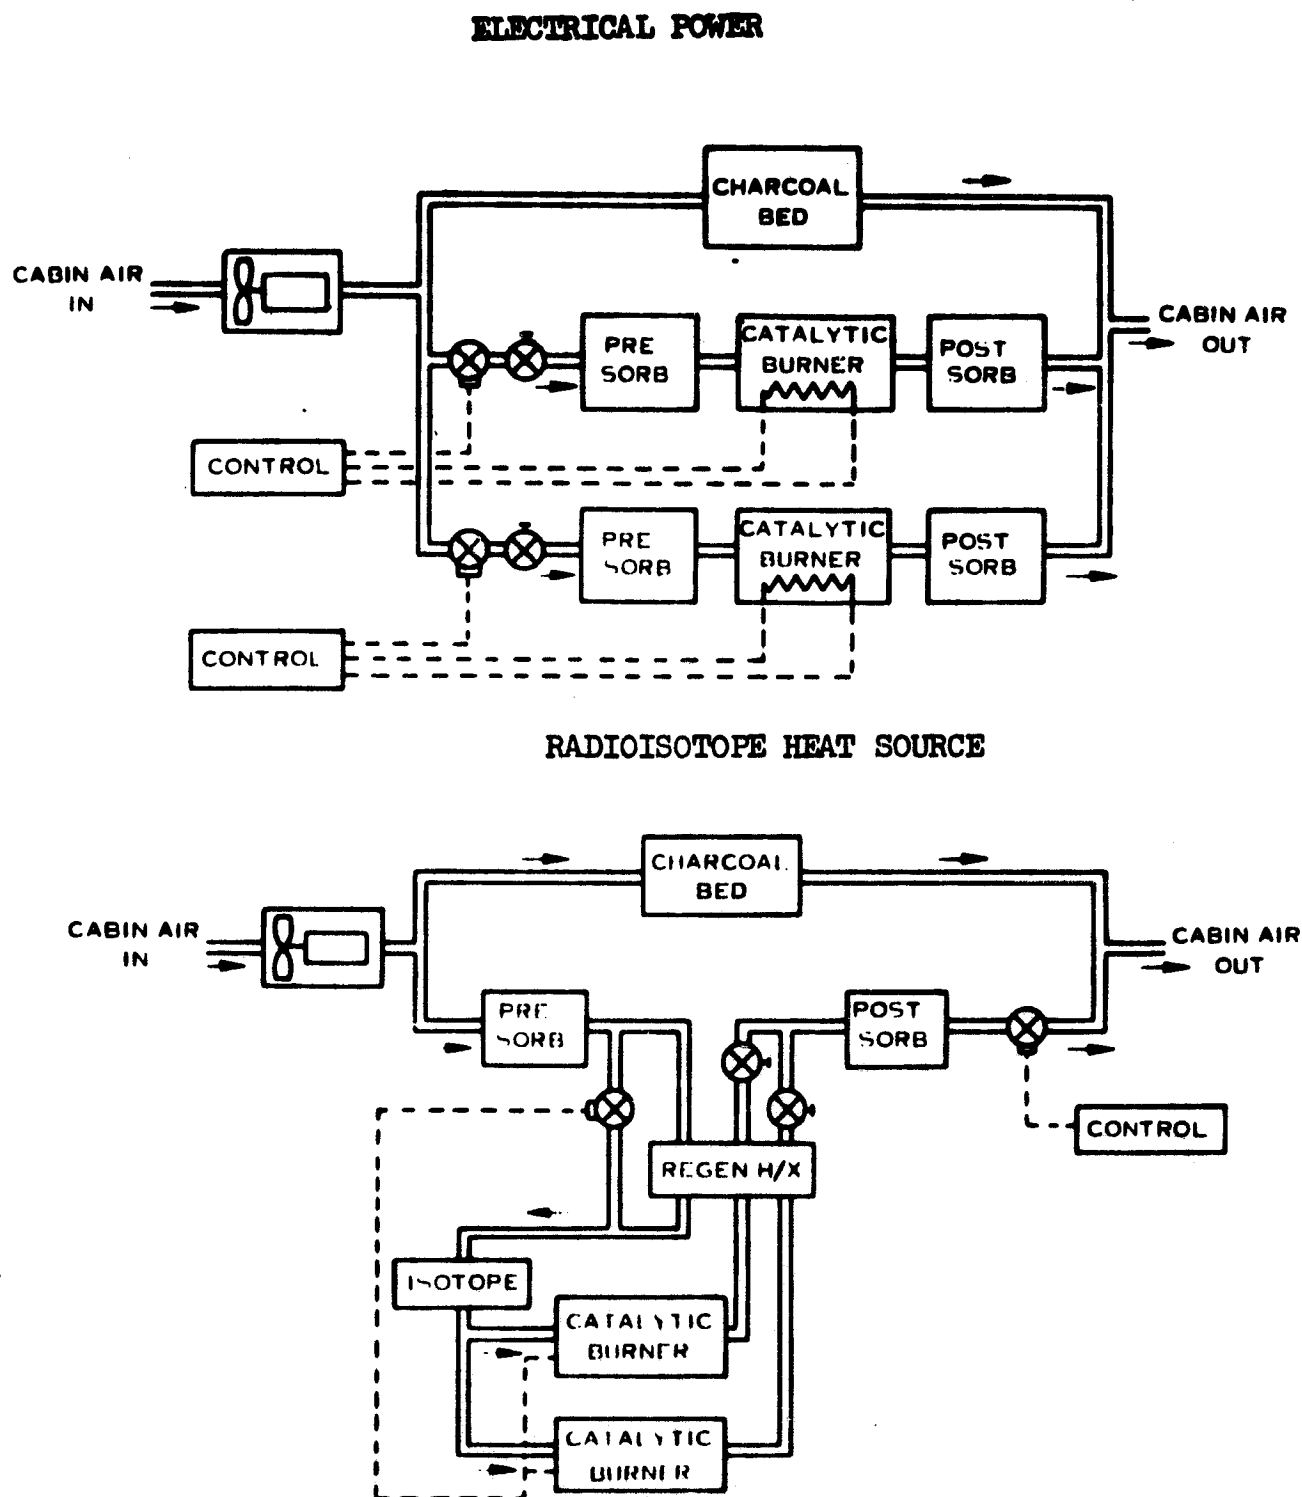 ELECTRICAL POWER
CHARCOAL
BED
CABIN AIR
IN
PRE
SORB
CATALYTIC
BURNER
POST
SORB
CABIN AIR
OUT
CONTROL
PRE
SORB
CATALYTIC
BURNER
POST
SORB
CONTROL
RADIOISOTOPE HEAT SOURCE
CHARCOAL
BED
CABIN AIR
IN
CABIN AIR
OUT
PRE
SORB
POST
SORB
CONTROL
REGEN H/X
ISOTOPE
CATALYTIC
BURNER
CATALYTIC
BURNER